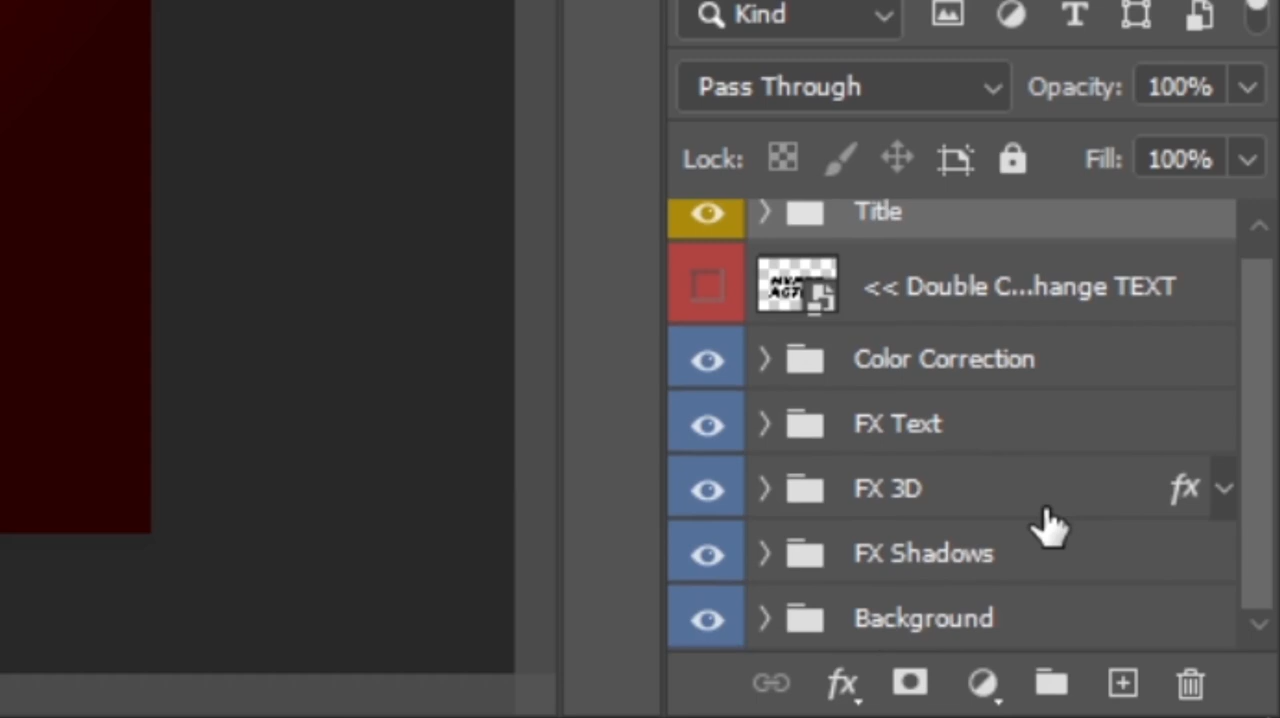 Kind
Pass Through Opacity: 100%
Lock: Fill: 100%
Title
<< Double C...hange TEXT
Color Correction
FX Text
FX 3D fx
FX Shadows
Background
fx